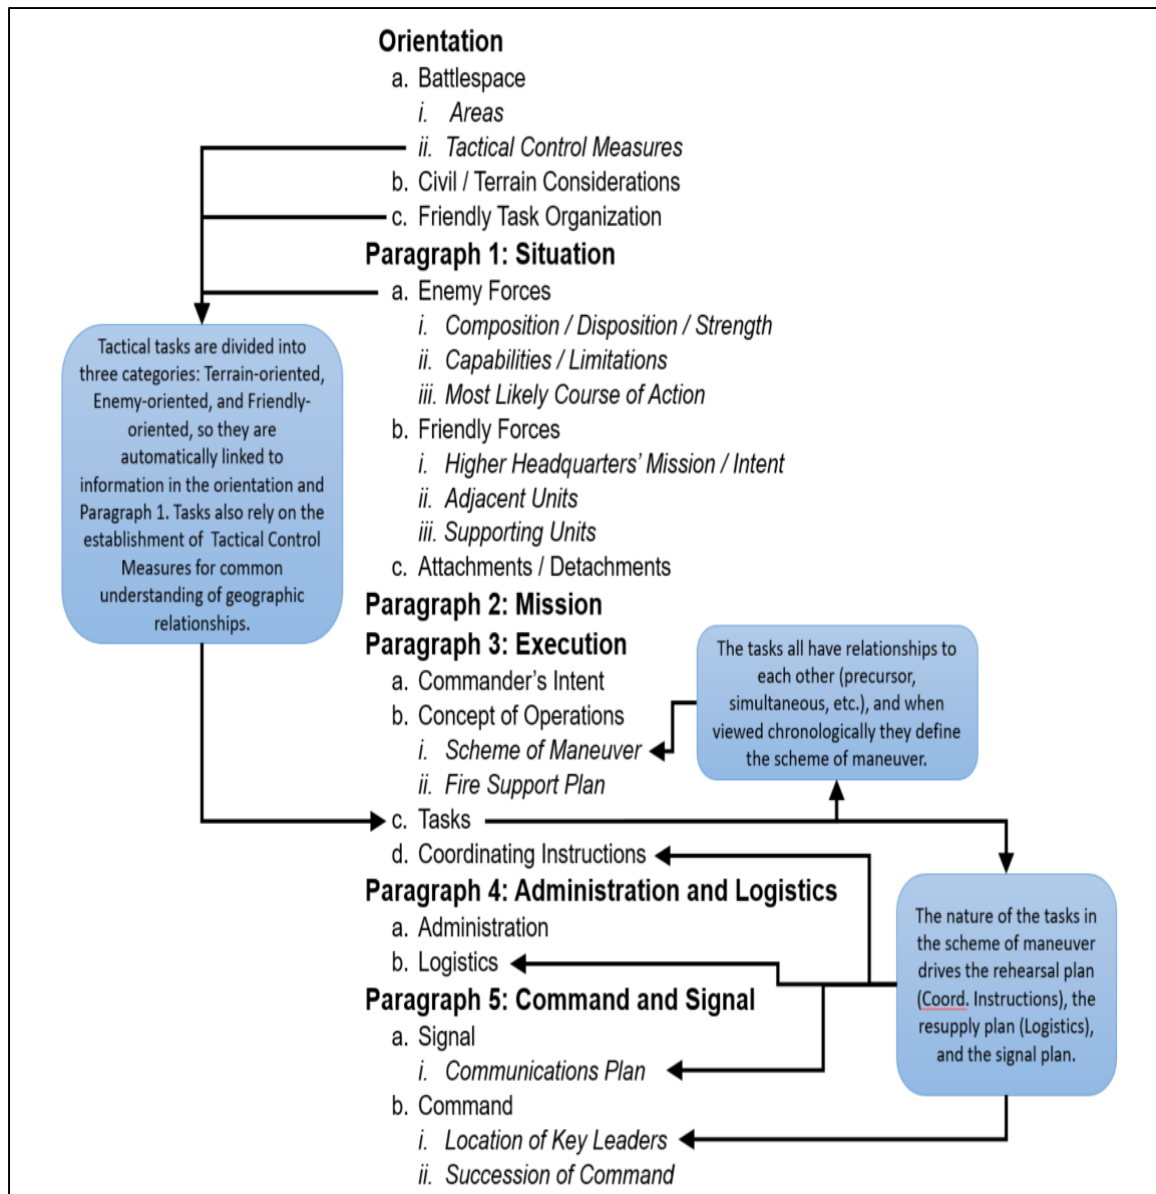 Orientation
a. Battlespace
i. Areas
ii. Tactical Control Measures
b. Civil / Terrain Considerations
c. Friendly Task Organization
Paragraph 1: Situation
a. Enemy Forces
i. Composition / Disposition / Strength
ii. Capabilities / Limitations
iii. Most Likely Course of Action
b. Friendly Forces
i. Higher Headquarters' Mission / Intent
ii. Adjacent Units
iii. Supporting Units
c. Attachments / Detachments
Paragraph 2: Mission
Paragraph 3: Execution
a. Commander's Intent
b. Concept of Operations
i. Scheme of Maneuver
ii. Fire Support Plan
c. Tasks
d. Coordinating Instructions
Paragraph 4: Administration and Logistics
a. Administration
b. Logistics
Paragraph 5: Command and Signal
a. Signal
i. Communications Plan
b. Command
i. Location of Key Leaders
ii. Succession of Command
Tactical tasks are divided into
three categories: Terrain-oriented,
Enemy-oriented, and Friendly-
oriented, so they are
automatically linked to
information in the orientation and
Paragraph 1. Tasks also rely on the
establishment of Tactical Control
Measures for common
understanding of geographic
relationships.
The tasks all have relationships to
each other (precursor,
simultaneous, etc.), and when
viewed chronologically they define
the scheme of maneuver.
The nature of the tasks in
the scheme of maneuver
drives the rehearsal plan
(Coord. Instructions), the
resupply plan (Logistics),
and the signal plan.